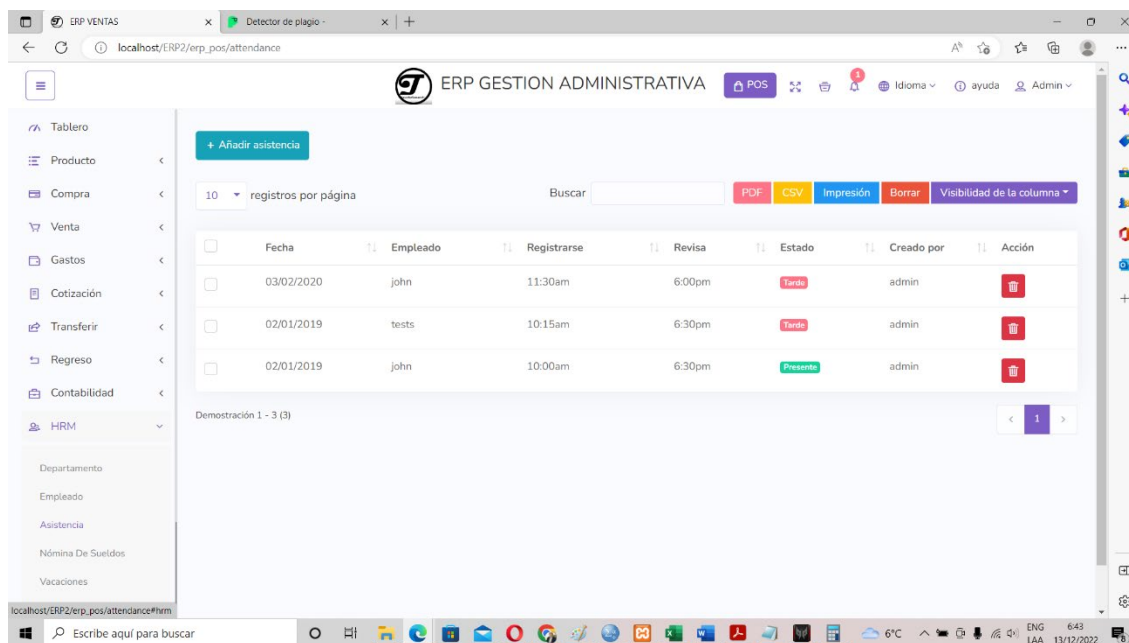 ERP VENTAS
Detector de plagio -
localhost/ERP2/erp_pos/attendance
ERP GESTION ADMINISTRATIVA
POS
1
Idioma
ayuda
Admin
Tablero
Producto
Compra
Venta
Gastos
Cotización
Transferir
Regreso
Contabilidad
HRM
Departamento
Empleado
Asistencia
Nómina De Sueldos
Vacaciones
+ Añadir asistencia
10 registros por página
Buscar
PDF CSV Impresión Borrar Visibilidad de la columna
Fecha Empleado Registrarse Revisa Estado Creado por Acción
03/02/2020 john 11:30am 6:00pm Tarde admin
02/01/2019 tests 10:15am 6:30pm Tarde admin
02/01/2019 john 10:00am 6:30pm Presente admin
Demostración 1 - 3 (3)
< 1 >
localhost/ERP2/erp_pos/attendance#hrm
Escribe aquí para buscar
6°C
ENG
LAA
6:43
13/12/2022